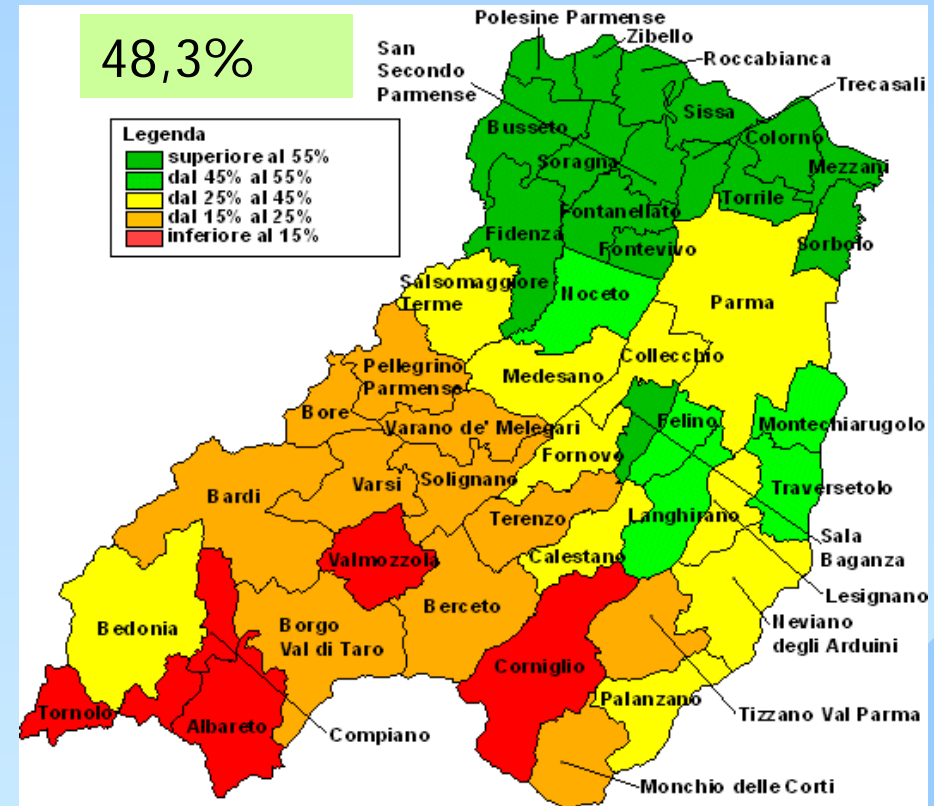 48,3%
Polesine Parmense
Zibello
San
Secondo
Parmense
Roccabianca
Trecasali
Legenda
superiore al 55%
dal 45% al 55%
dal 25% al 45%
dal 15% al 25%
inferiore al 15%
Sissa
Busseto
Colorno
Soragna
Mezzani
Torrile
Fontanellato
Fidenza
Fontevivo
Sorbolo
Salsomaggiore
Terme
Noceto
Parma
Collecchio
Pellegrino
Parmense
Medesano
Bore
Varano de' Melegari
Felino
Montechiarugolo
Fornovo
Bardi
Varsi
Solignano
Traversetolo
Terenzo
Langhirano
Sala
Baganza
Valmozzola
Calestano
Lesignano
Berceto
Neviano
degli Arduini
Bedonia
Borgo
Val di Taro
Corniglio
Palanzano
Tornolo
Albareto
Compiano
Tizzano Val Parma
Monchio delle Corti